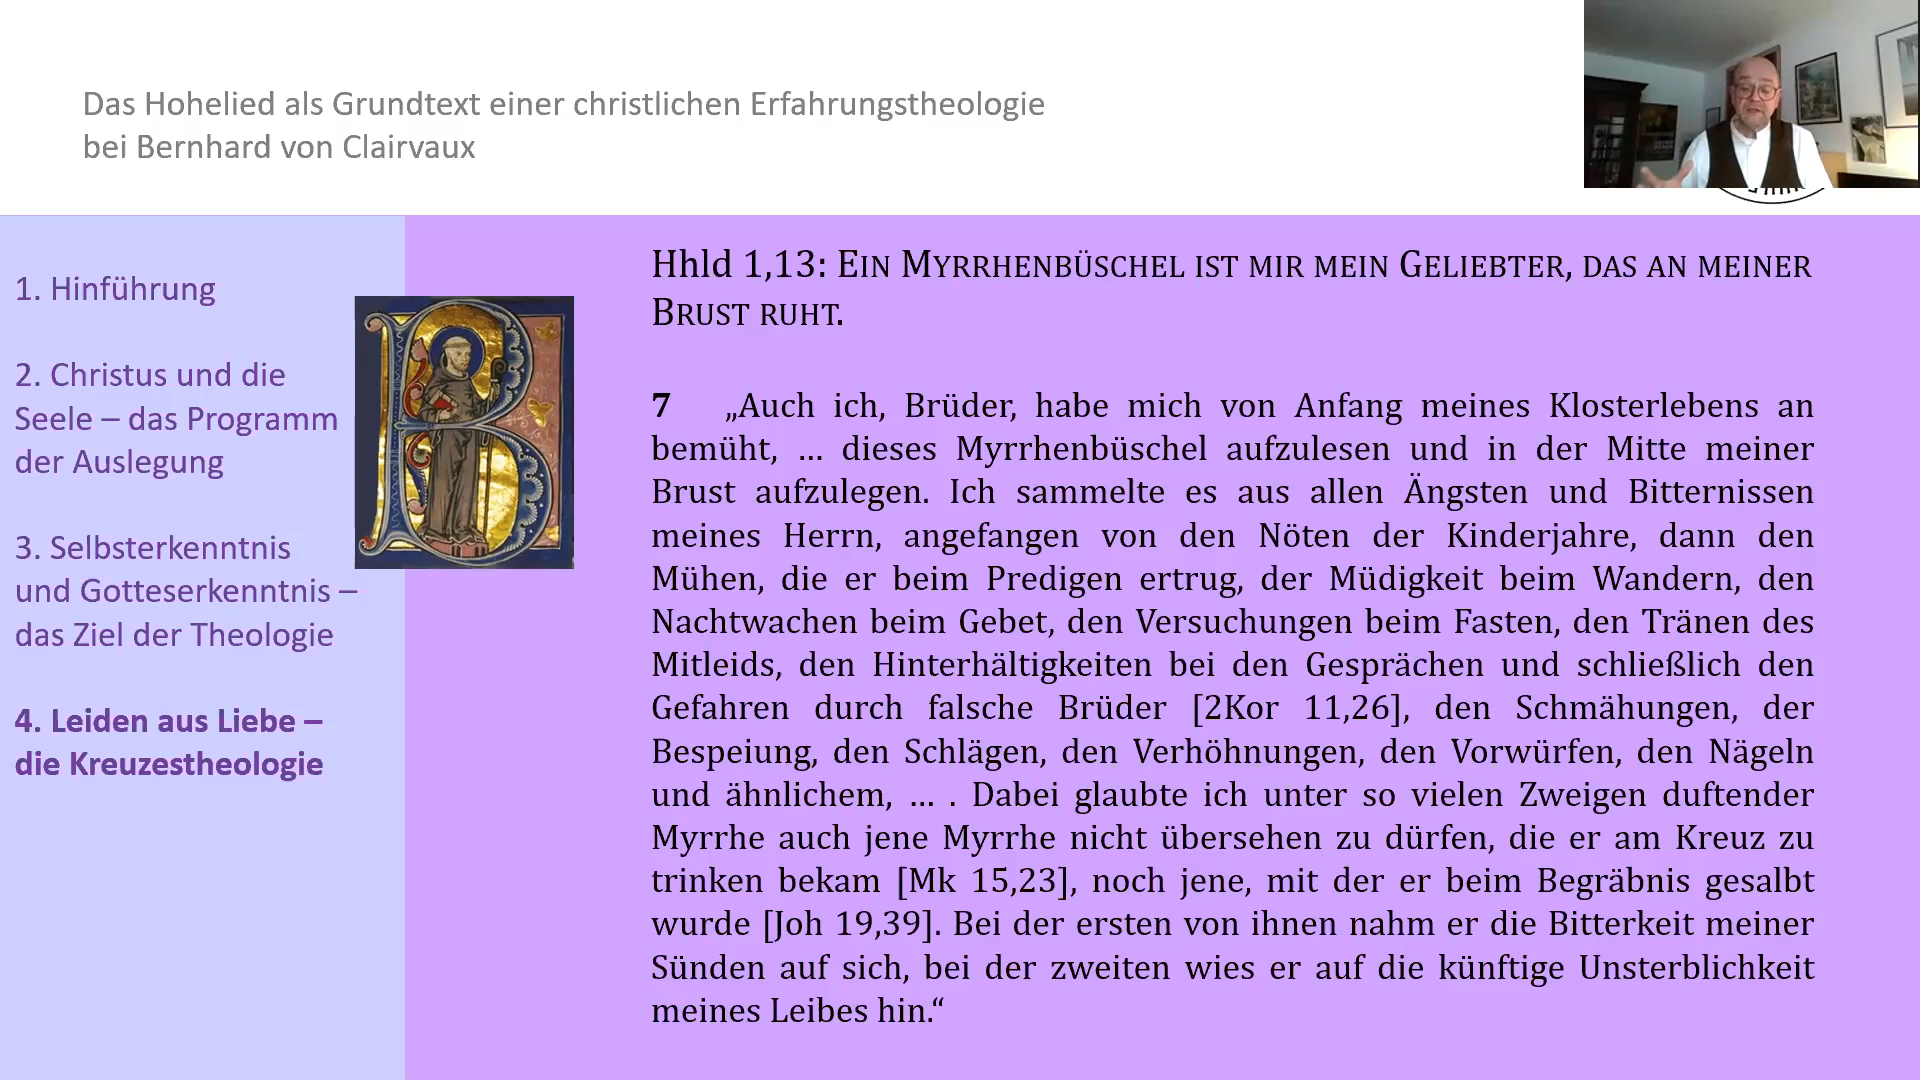 Das Hohelied als Grundtext einer christlichen Erfahrungstheologie
bei Bernhard von Clairvaux
1. Hinführung
2. Christus und die
Seele – das Programm
der Auslegung
3. Selbsterkenntnis
und Gotteserkenntnis –
das Ziel der Theologie
4. Leiden aus Liebe –
die Kreuzestheologie
Hhld 1,13: EIN MYRRHENBÜSCHEL IST MIR MEIN GELIEBTER, DAS AN MEINER
BRUST RUHT.
7 „Auch ich, Brüder, habe mich von Anfang meines Klosterlebens an
bemüht, ... dieses Myrrhenbüschel aufzulesen und in der Mitte meiner
Brust aufzulegen. Ich sammelte es aus allen Ängsten und Bitternissen
meines Herrn, angefangen von den Nöten der Kinderjahre, dann den
Mühen, die er beim Predigen ertrug, der Müdigkeit beim Wandern, den
Nachtwachen beim Gebet, den Versuchungen beim Fasten, den Tränen des
Mitleids, den Hinterhältigkeiten bei den Gesprächen und schließlich den
Gefahren durch falsche Brüder [2Kor 11,26], den Schmähungen, der
Bespeiung, den Schlägen, den Verhöhnungen, den Vorwürfen, den Nägeln
und ähnlichem, ... . Dabei glaubte ich unter so vielen Zweigen duftender
Myrrhe auch jene Myrrhe nicht übersehen zu dürfen, die er am Kreuz zu
trinken bekam [Mk 15,23], noch jene, mit der er beim Begräbnis gesalbt
wurde [Joh 19,39]. Bei der ersten von ihnen nahm er die Bitterkeit meiner
Sünden auf sich, bei der zweiten wies er auf die künftige Unsterblichkeit
meines Leibes hin.“